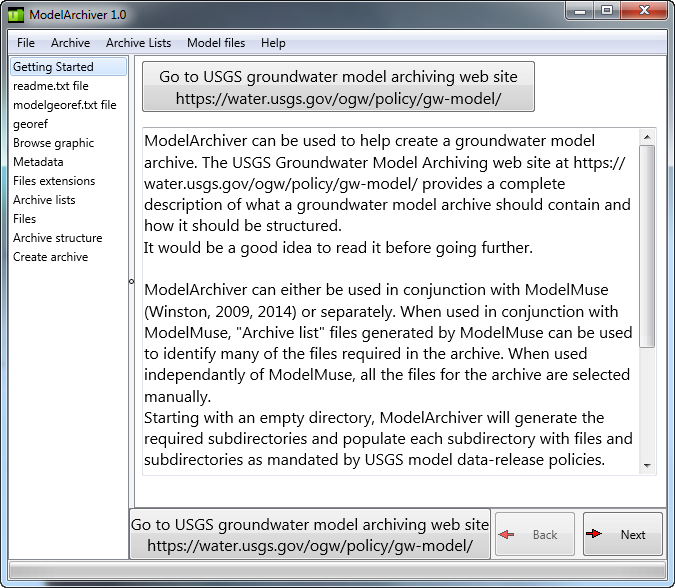 ModelArchiver 1.0
File Archive Archive Lists Model files Help
Getting Started
readme.txt file
modelgeoref.txt file
georef
Browse graphic
Metadata
Files extensions
Archive lists
Files
Archive structure
Create archive
Go to USGS groundwater model archiving web site
https://water.usgs.gov/ogw/policy/gw-model/
ModelArchiver can be used to help create a groundwater model
archive. The USGS Groundwater Model Archiving web site at https://
water.usgs.gov/ogw/policy/gw-model/ provides a complete
description of what a groundwater model archive should contain and
how it should be structured.
It would be a good idea to read it before going further.
ModelArchiver can either be used in conjunction with ModelMuse
(Winston, 2009, 2014) or separately. When used in conjunction with
ModelMuse, "Archive list" files generated by ModelMuse can be used
to identify many of the files required in the archive. When used
independantly of ModelMuse, all the files for the archive are selected
manually.
Starting with an empty directory, ModelArchiver will generate the
required subdirectories and populate each subdirectory with files and
subdirectories as mandated by USGS model data-release policies.
Go to USGS groundwater model archiving web site
https://water.usgs.gov/ogw/policy/gw-model/
Back
Next